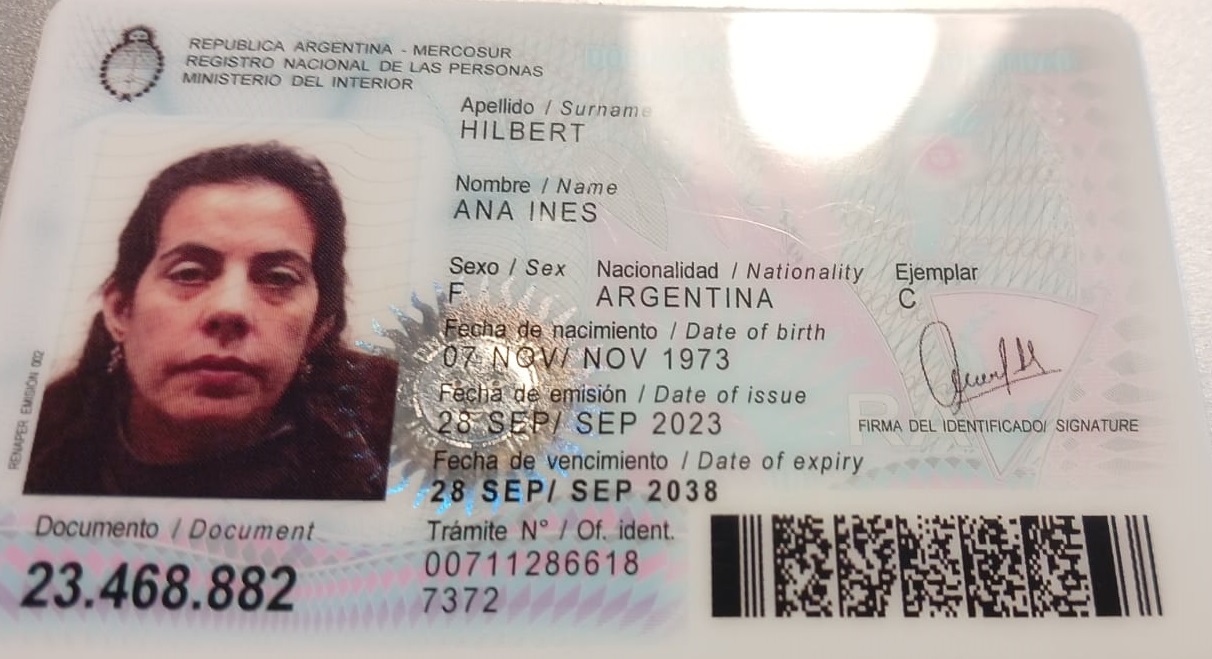 REPUBLICA ARGENTINA - MERCOSUR
REGISTRO NACIONAL DE LAS PERSONAS
MINISTERIO DEL INTERIOR
Apellido / Surname
HILBERT
Nombre / Name
ANA INES
Sexo / Sex Nacionalidad / Nationality Ejemplar
F ARGENTINA C
Fecha de nacimiento / Date of birth
07 NOV/ NOV 1973
Fecha de emisión / Date of issue
28 SEP/ SEP 2023
FIRMA DEL IDENTIFICADO/ SIGNATURE
Fecha de vencimiento / Date of expiry
28 SEP/ SEP 2038
RENAPER EMISION 002
Documento / Document
23.468.882
Trámite N° / Of. ident.
00711286618
7372